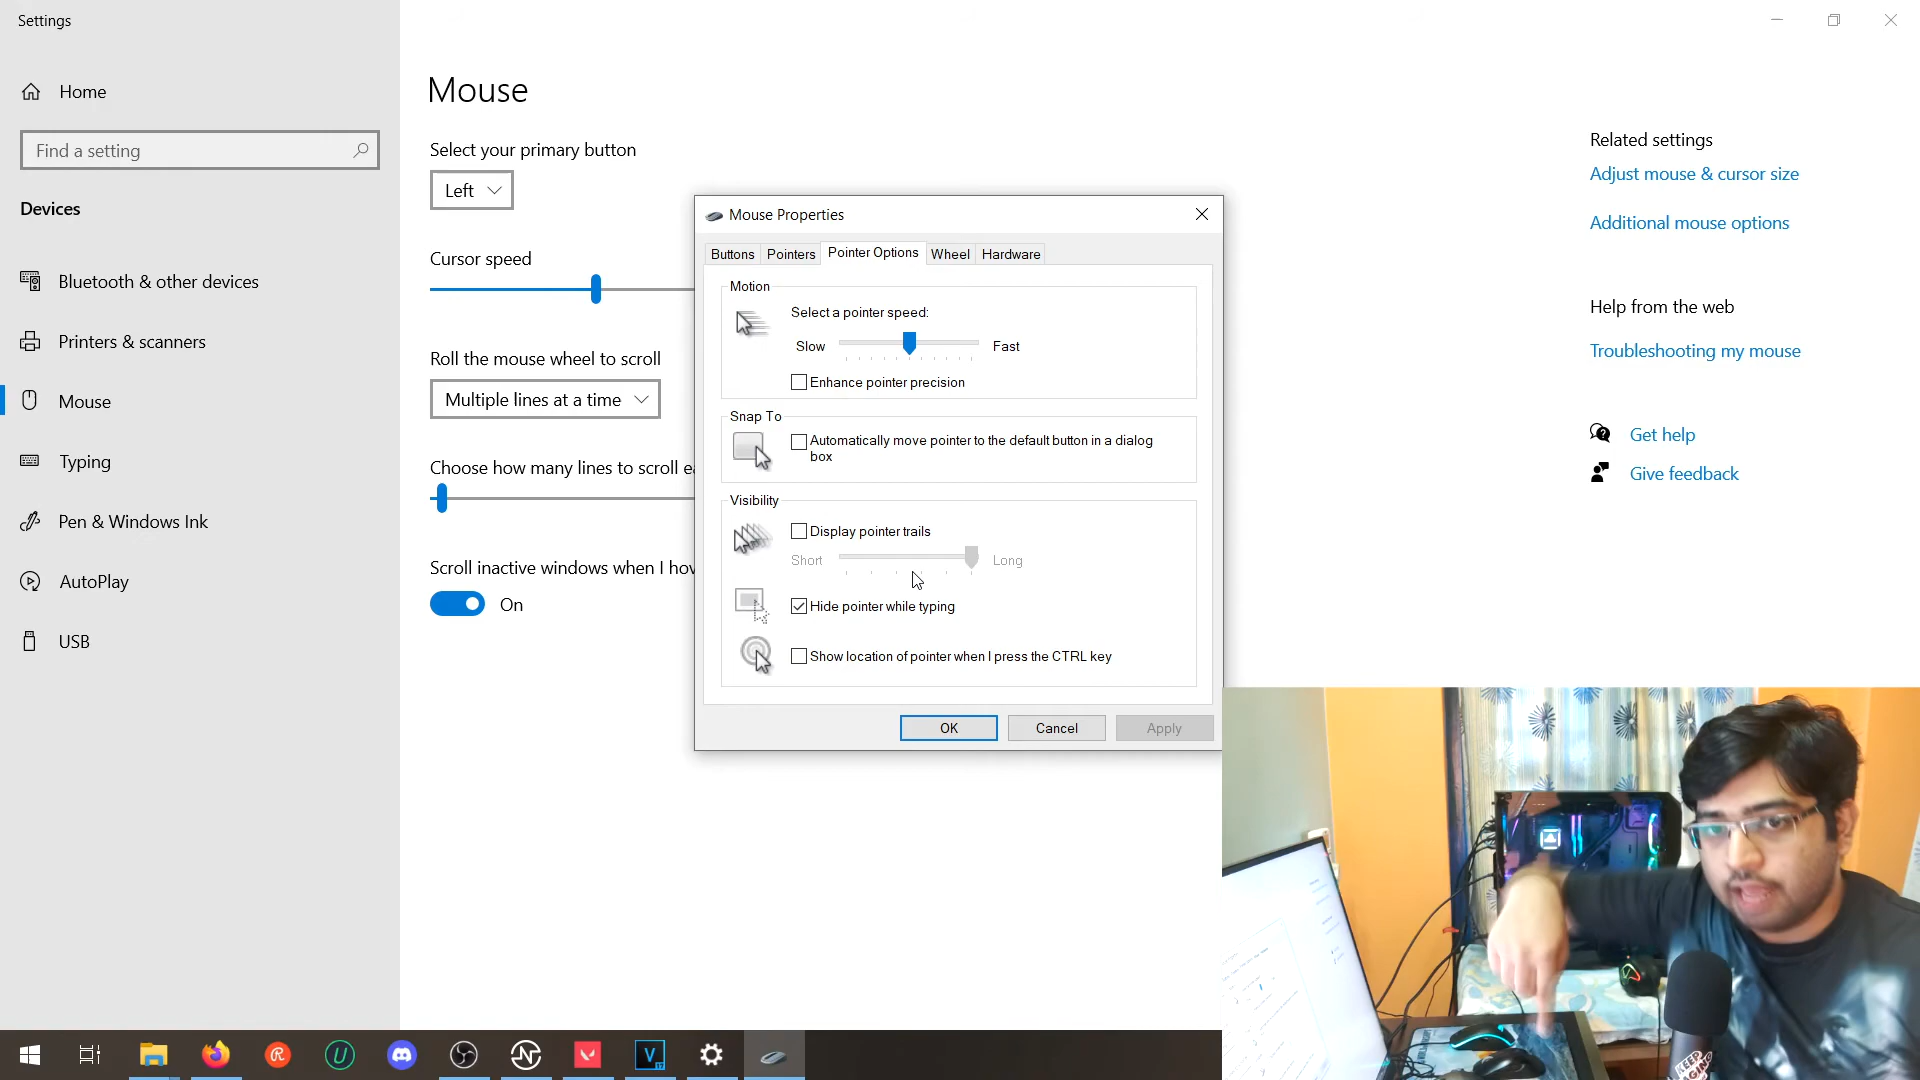 Settings
Home
Find a setting
Devices
Bluetooth & other devices
Printers & scanners
Mouse
Typing
Pen & Windows Ink
AutoPlay
USB
Mouse
Select your primary button
Left
Cursor speed
Roll the mouse wheel to scroll
Multiple lines at a time
Choose how many lines to scroll ea
Scroll inactive windows when I hov
On
Mouse Properties
Buttons
Pointers
Pointer Options
Wheel
Hardware
Motion
Select a pointer speed:
Slow
Fast
Enhance pointer precision
Snap To
Automatically move pointer to the default button in a dialog
box
Visibility
Display pointer trails
Short
Long
Hide pointer while typing
Show location of pointer when I press the CTRL key
OK
Cancel
Apply
Related settings
Adjust mouse & cursor size
Additional mouse options
Help from the web
Troubleshooting my mouse
Get help
Give feedback